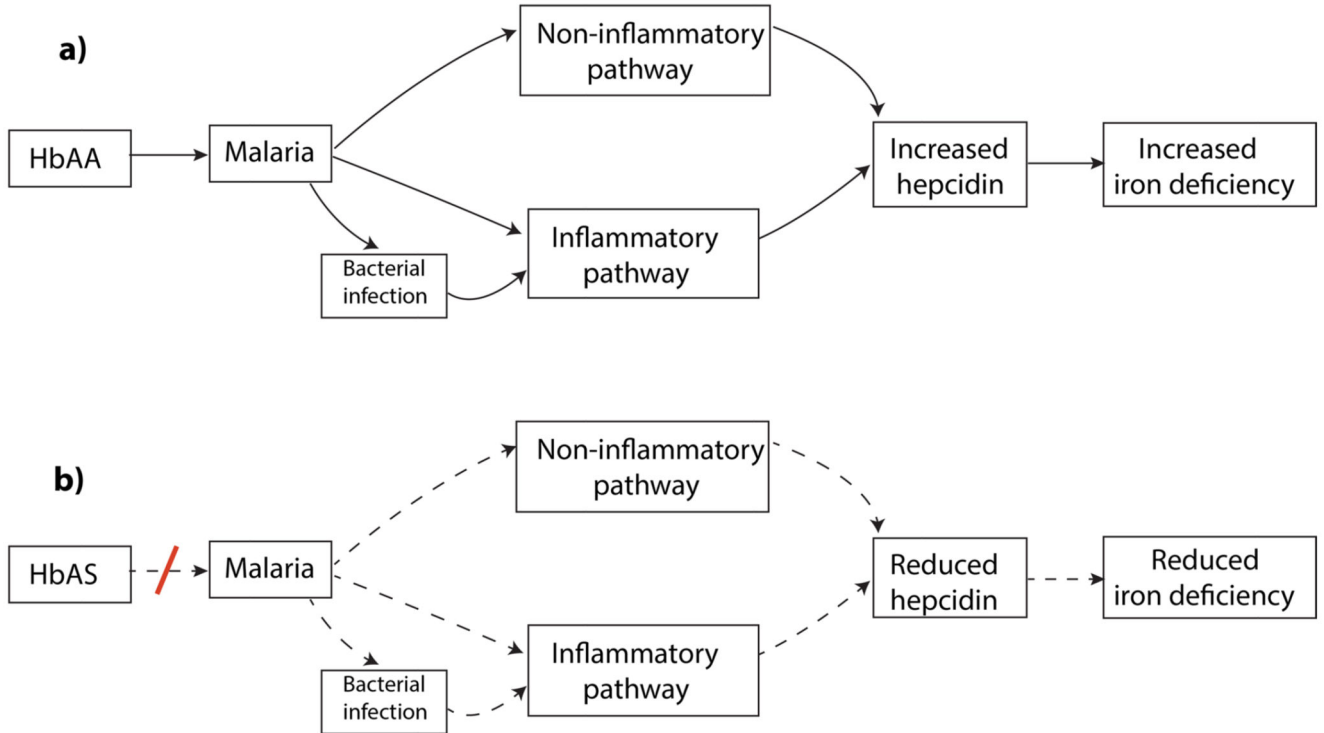 a)
HbAA
Malaria
Non-inflammatory
pathway
Inflammatory
pathway
Bacterial
infection
Increased
hepcidin
Increased
iron deficiency
b)
HbAS
Malaria
Non-inflammatory
pathway
Inflammatory
pathway
Bacterial
infection
Reduced
hepcidin
Reduced
iron deficiency